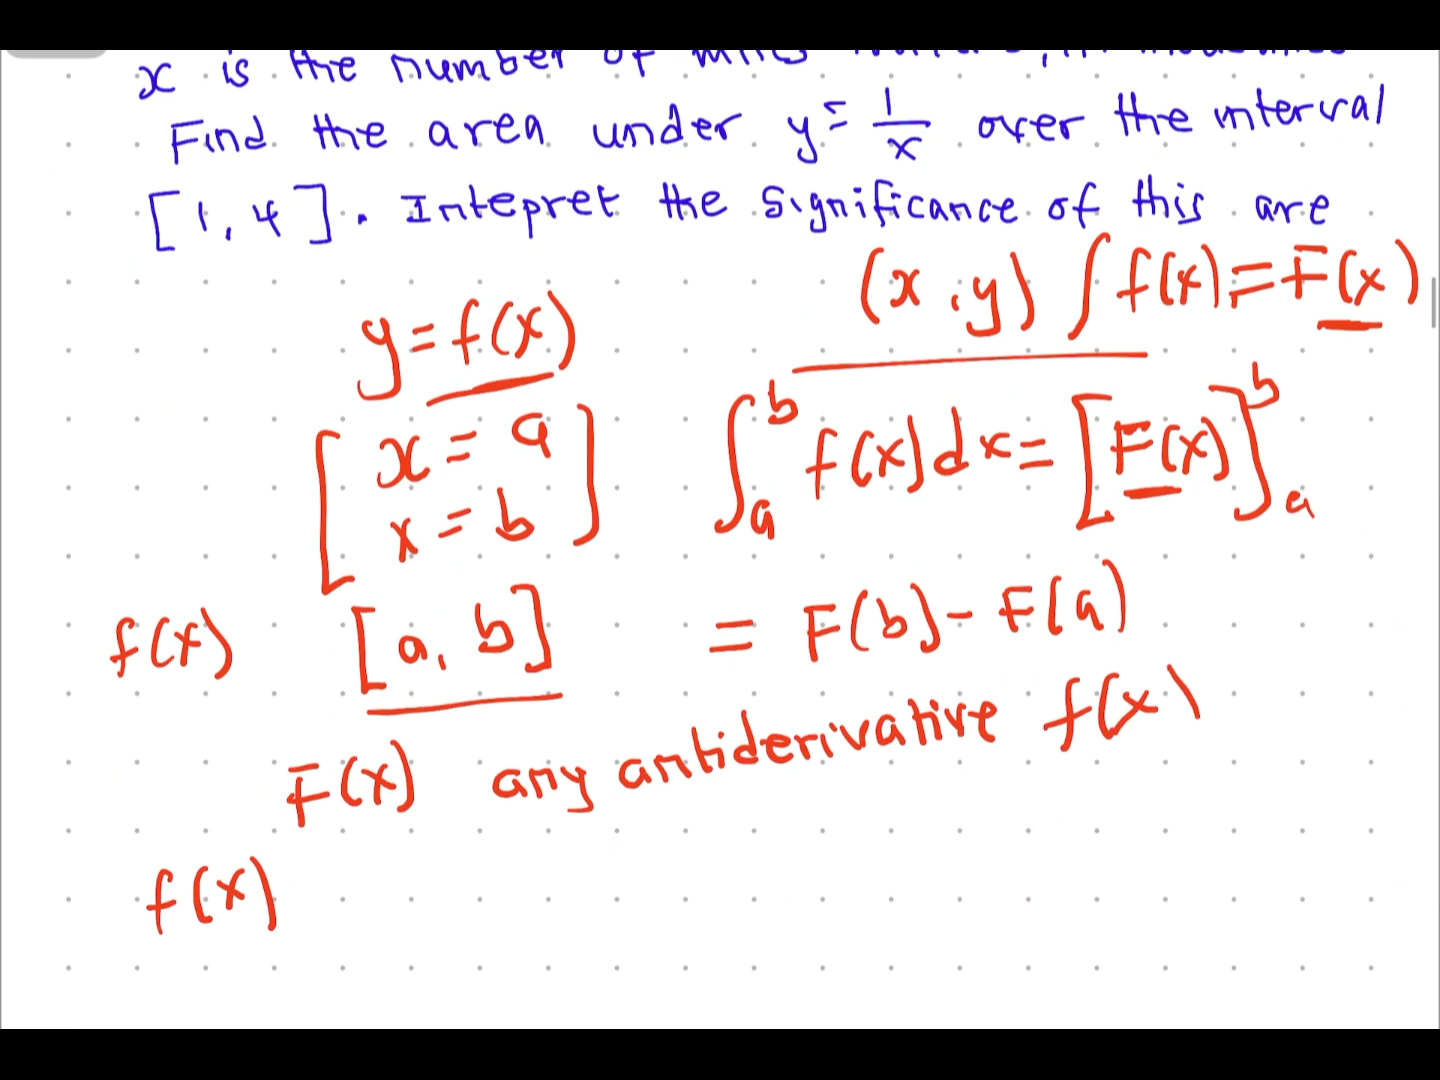 x is the number of
Find the area under y = 1/x over the interval
[1, 4]. Intepret the significance of this are
(x, y) ∫ f(x) = F(x)
y = f(x)
x = a
x = b
∫_a^b f(x) dx = [F(x)]_a^b
f(x) [a, b] = F(b) - F(a)
F(x) any antiderivative f(x)
f(x)